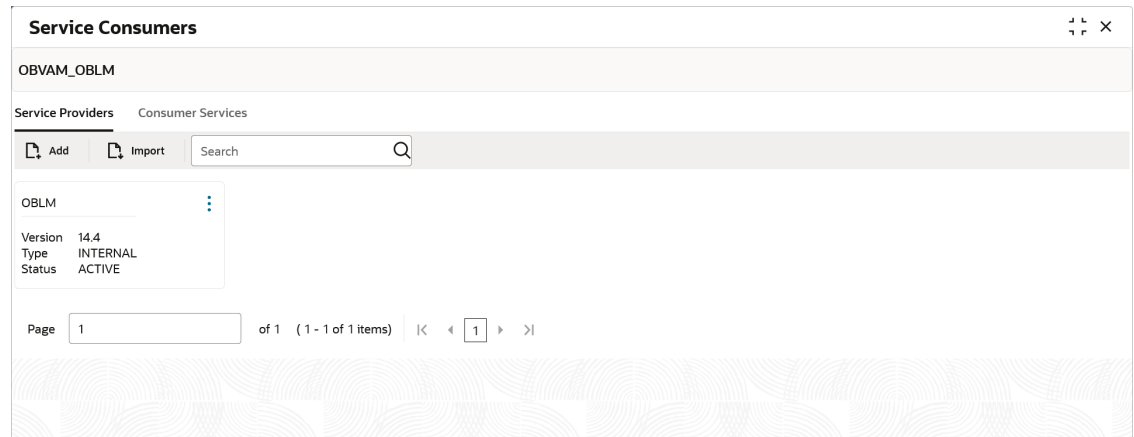 Service Consumers
OBVAM_OBLM
Service Providers Consumer Services
Add Import Search
OBLM
Version 14.4
Type INTERNAL
Status ACTIVE
Page 1 of 1 ( 1 - 1 of 1 items) 1